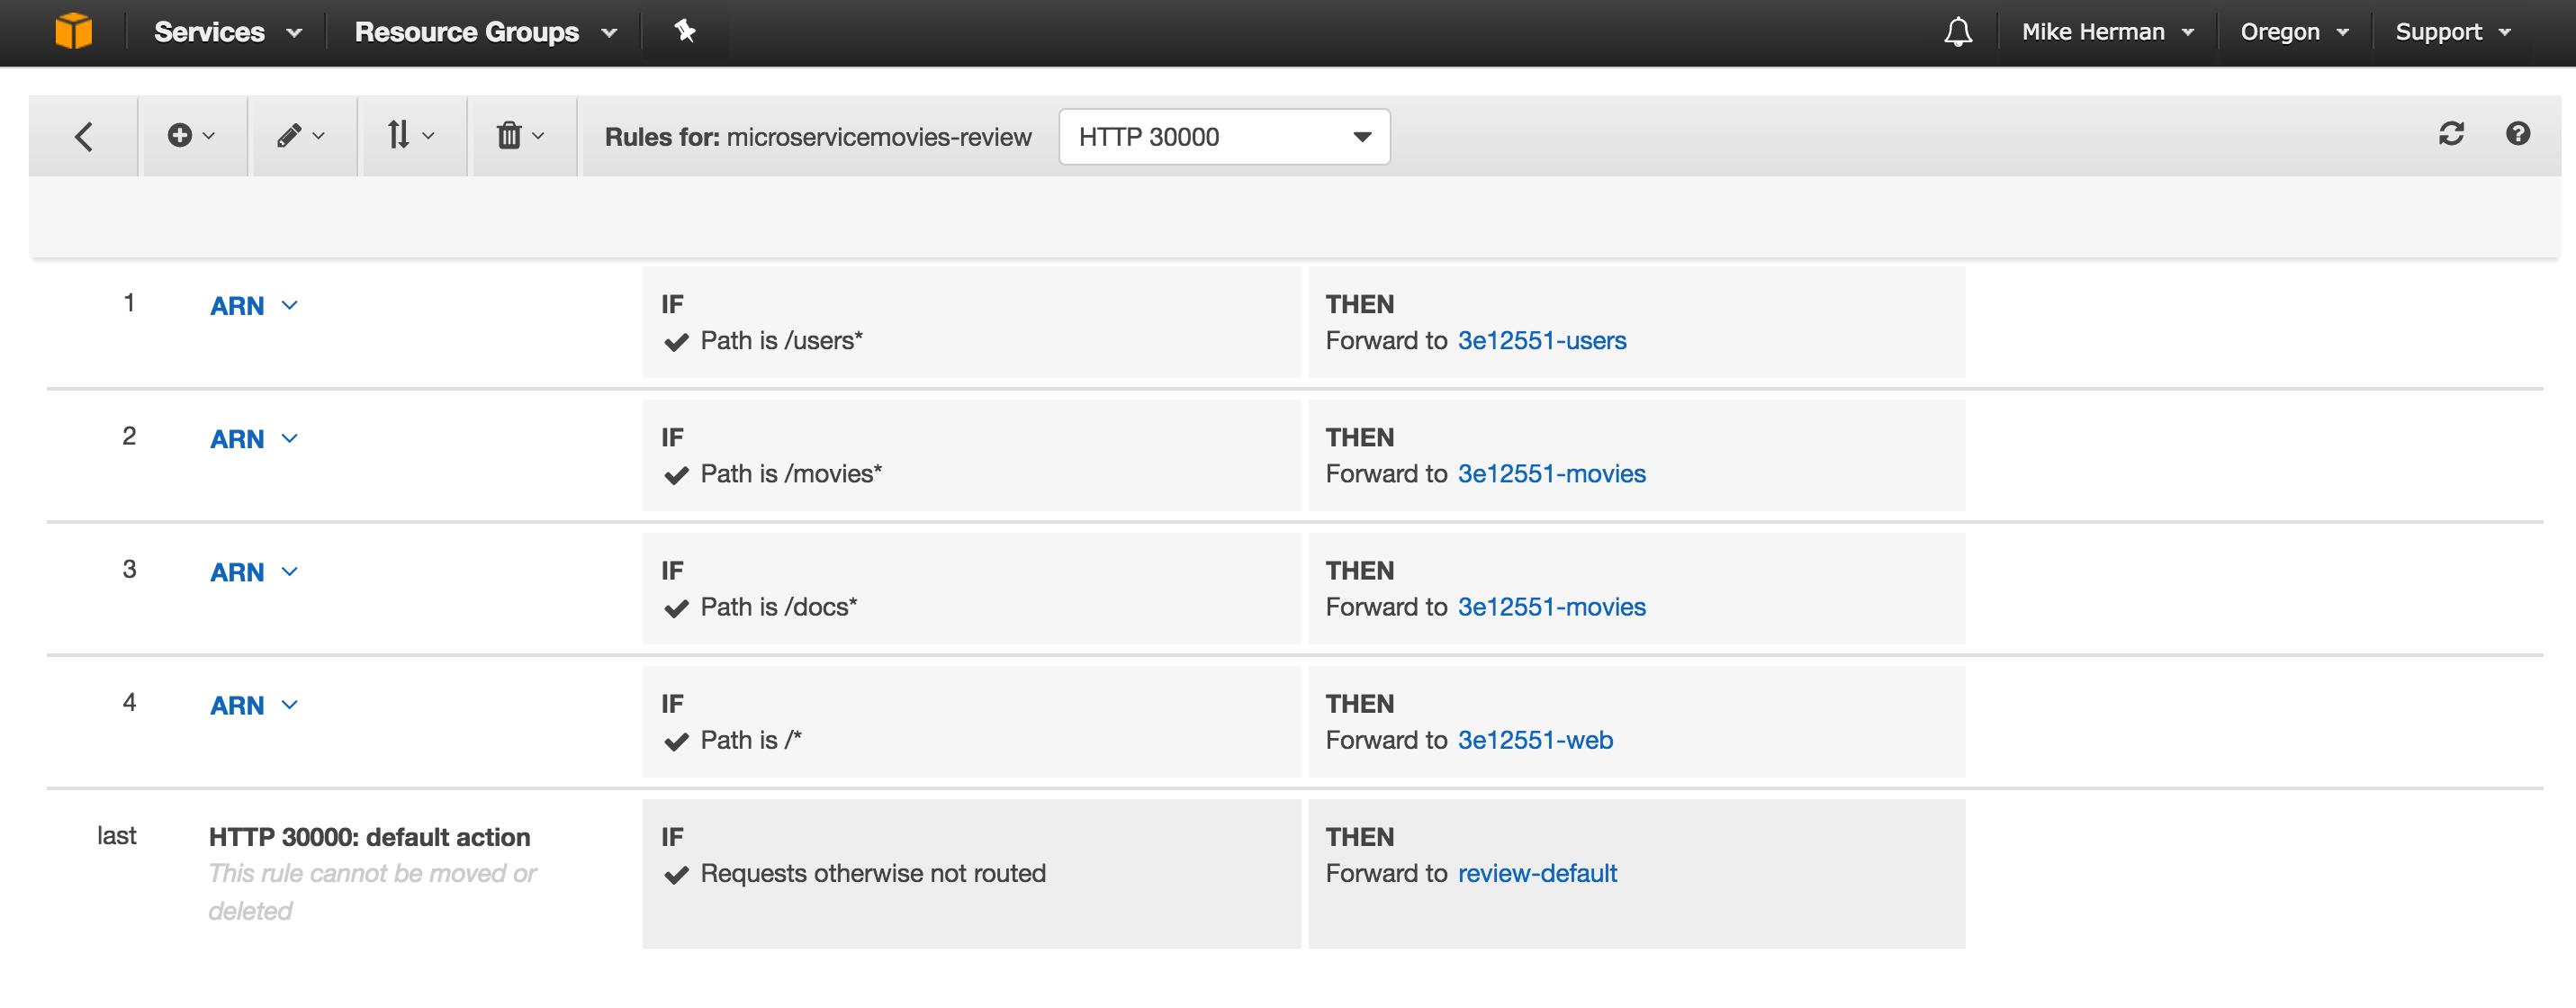 Services Resource Groups Mike Herman Oregon Support
Rules for: microservicemovies-review HTTP 30000
1 ARN IF THEN
Path is /users* Forward to 3e12551-users
2 ARN IF THEN
Path is /movies* Forward to 3e12551-movies
3 ARN IF THEN
Path is /docs* Forward to 3e12551-movies
4 ARN IF THEN
Path is /* Forward to 3e12551-web
last HTTP 30000: default action IF THEN
This rule cannot be moved or Requests otherwise not routed Forward to review-default
deleted